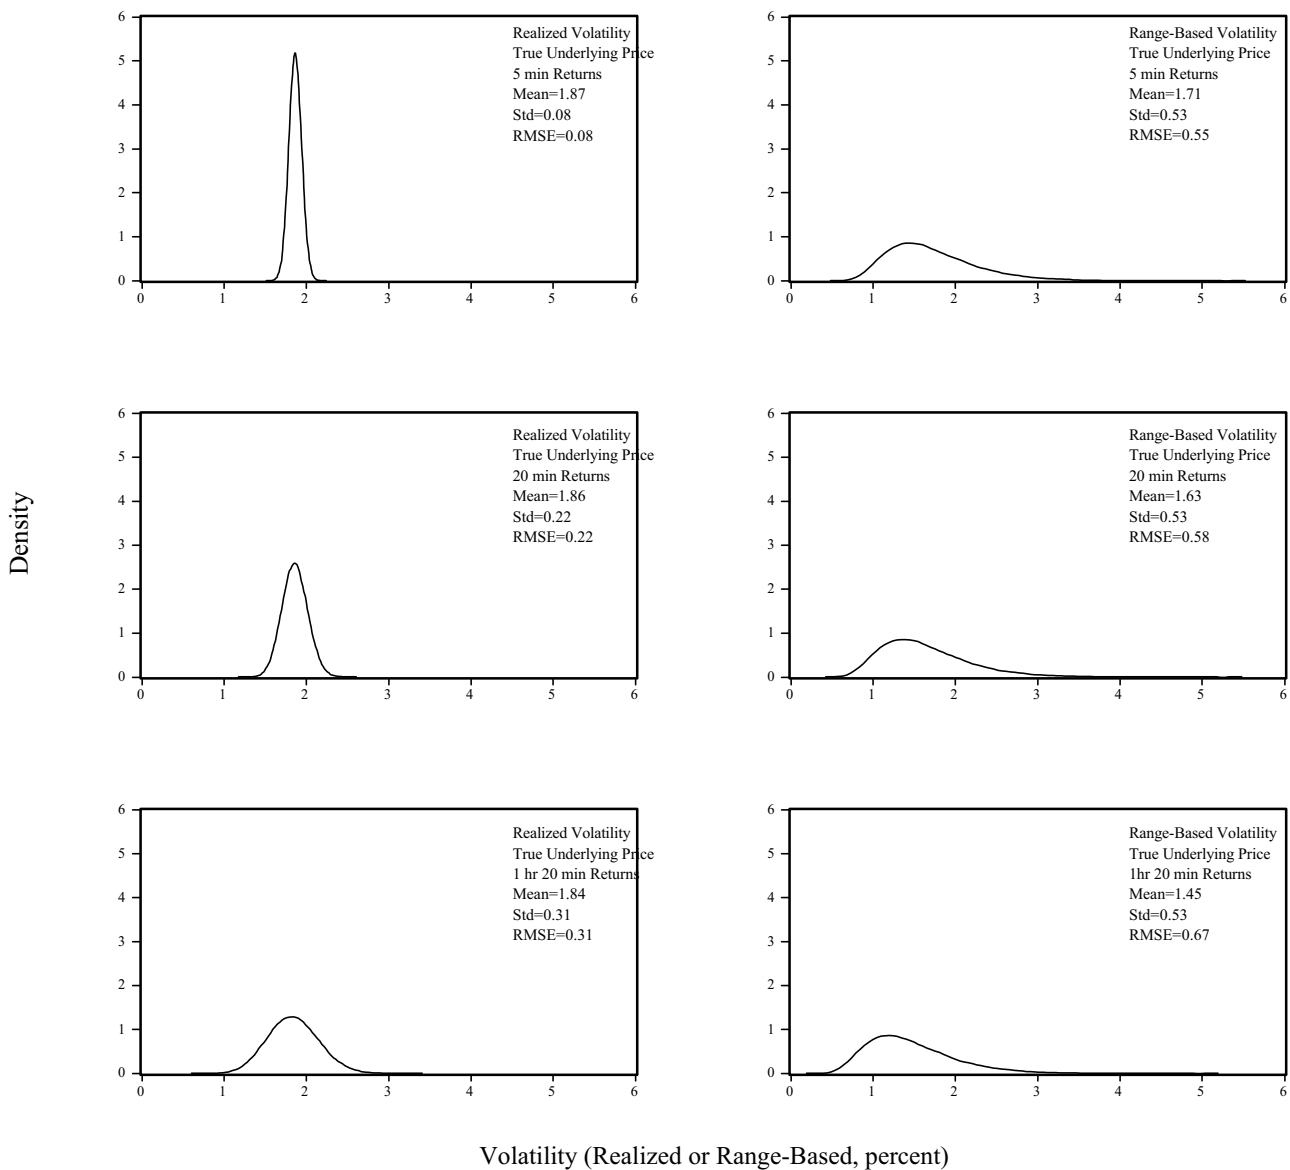 Density
6
5
4
3
2
1
0
0 1 2 3 4 5 6
Realized Volatility
True Underlying Price
5 min Returns
Mean=1.87
Std=0.08
RMSE=0.08
6
5
4
3
2
1
0
0 1 2 3 4 5 6
Range-Based Volatility
True Underlying Price
5 min Returns
Mean=1.71
Std=0.53
RMSE=0.55
6
5
4
3
2
1
0
0 1 2 3 4 5 6
Realized Volatility
True Underlying Price
20 min Returns
Mean=1.86
Std=0.22
RMSE=0.22
6
5
4
3
2
1
0
0 1 2 3 4 5 6
Range-Based Volatility
True Underlying Price
20 min Returns
Mean=1.63
Std=0.53
RMSE=0.58
6
5
4
3
2
1
0
0 1 2 3 4 5 6
Realized Volatility
True Underlying Price
1 hr 20 min Returns
Mean=1.84
Std=0.31
RMSE=0.31
6
5
4
3
2
1
0
0 1 2 3 4 5 6
Range-Based Volatility
True Underlying Price
1hr 20 min Returns
Mean=1.45
Std=0.53
RMSE=0.67
Volatility (Realized or Range-Based, percent)